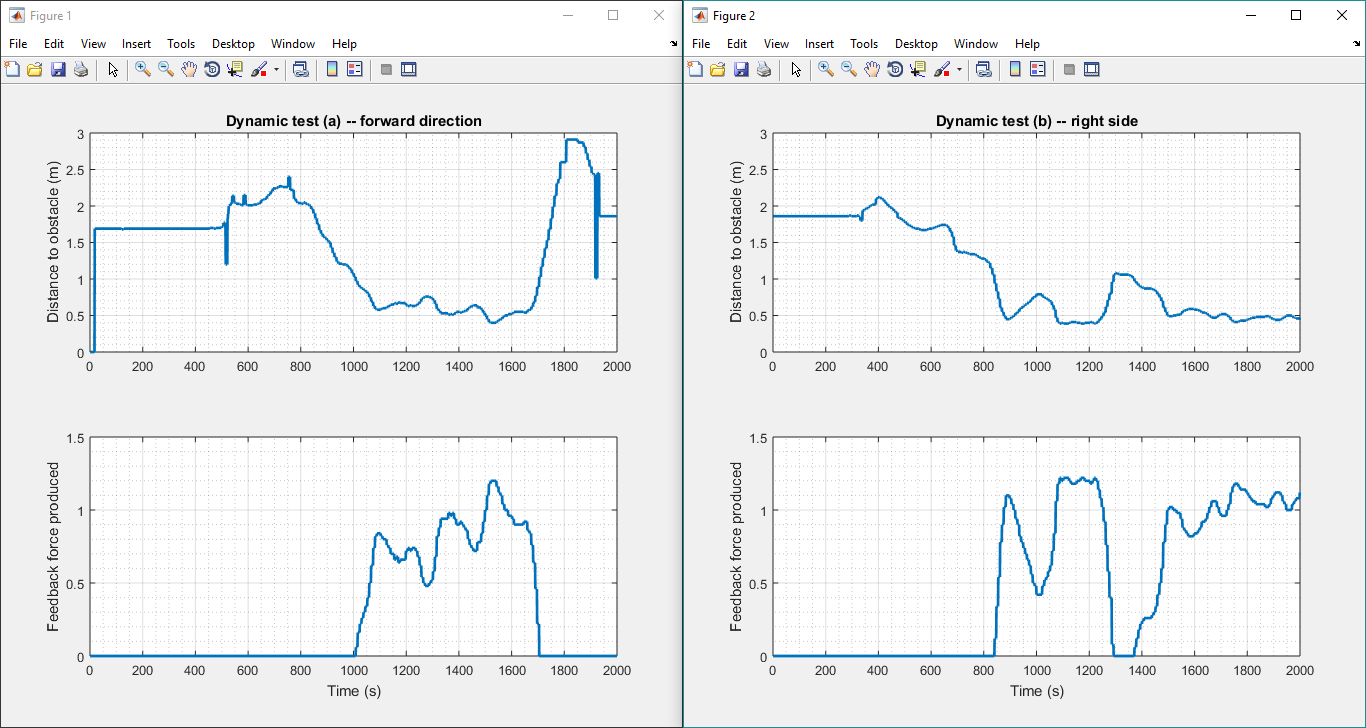 Figure 1
File Edit View Insert Tools Desktop Window Help
Dynamic test (a) -- forward direction
Distance to obstacle (m)
3
2.5
2
1.5
1
0.5
0
0 200 400 600 800 1000 1200 1400 1600 1800 2000
Feedback force produced
1.5
1
0.5
0
0 200 400 600 800 1000 1200 1400 1600 1800 2000
Time (s)
Figure 2
File Edit View Insert Tools Desktop Window Help
Dynamic test (b) -- right side
Distance to obstacle (m)
3
2.5
2
1.5
1
0.5
0
0 200 400 600 800 1000 1200 1400 1600 1800 2000
Feedback force produced
1.5
1
0.5
0
0 200 400 600 800 1000 1200 1400 1600 1800 2000
Time (s)